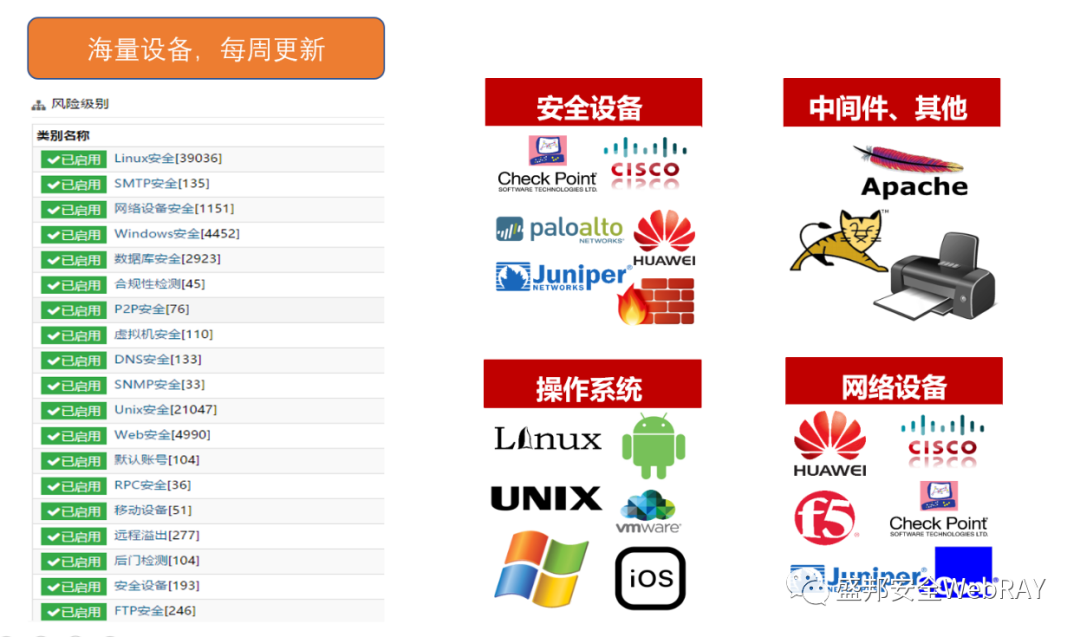 海量设备，每周更新
风险级别
类别名称
已启用 Linux安全[39036]
已启用 SMTP安全[135]
已启用 网络设备安全[1151]
已启用 Windows安全[4452]
已启用 数据库安全[2923]
已启用 合规性检测[45]
已启用 P2P安全[76]
已启用 虚拟机安全[110]
已启用 DNS安全[133]
已启用 SNMP安全[33]
已启用 Unix安全[21047]
已启用 Web安全[4990]
已启用 默认账号[104]
已启用 RPC安全[36]
已启用 移动设备[51]
已启用 远程溢出[277]
已启用 后门检测[104]
已启用 安全设备[193]
已启用 FTP安全[246]
安全设备
Check Point
SOFTWARE TECHNOLOGIES LTD.
CISCO
paloalto
NETWORKS
HUAWEI
Juniper
NETWORKS
中间件、其他
Apache
TM
操作系统
Linux
UNIX
vmware
iOS
网络设备
HUAWEI
CISCO
f5
Check Point
SOFTWARE TECHNOLOGIES LTD.
Juniper
盛邦安全WebRAY